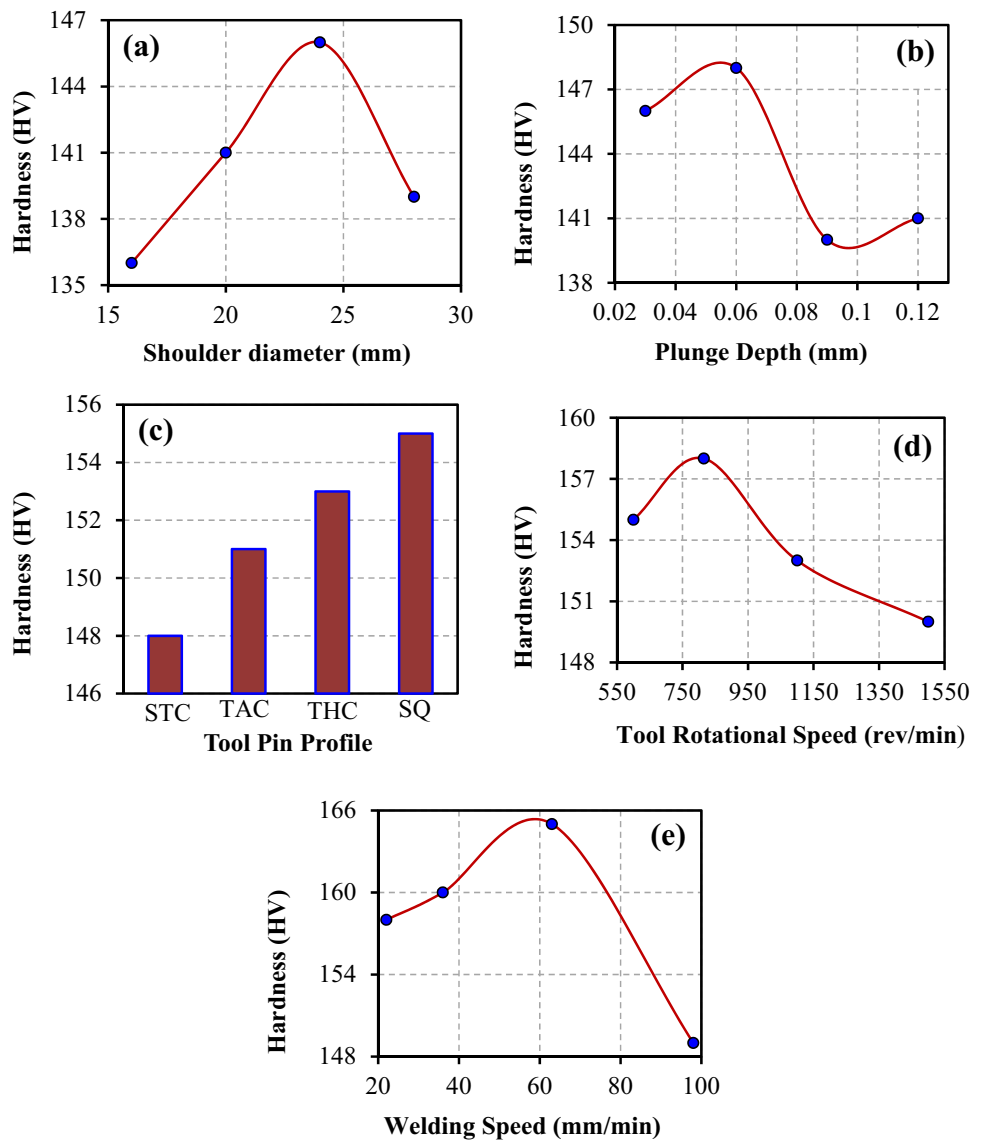 (a)
Hardness (HV)
147
144
141
138
135
15 20 25 30
Shoulder diameter (mm)
(b)
Hardness (HV)
150
147
144
141
138
0.02 0.04 0.06 0.08 0.1 0.12
Plunge Depth (mm)
(c)
Hardness (HV)
156
154
152
150
148
146
STC TAC THC SQ
Tool Pin Profile
(d)
Hardness (HV)
160
157
154
151
148
550 750 950 1150 1350 1550
Tool Rotational Speed (rev/min)
(e)
Hardness (HV)
166
160
154
148
20 40 60 80 100
Welding Speed (mm/min)